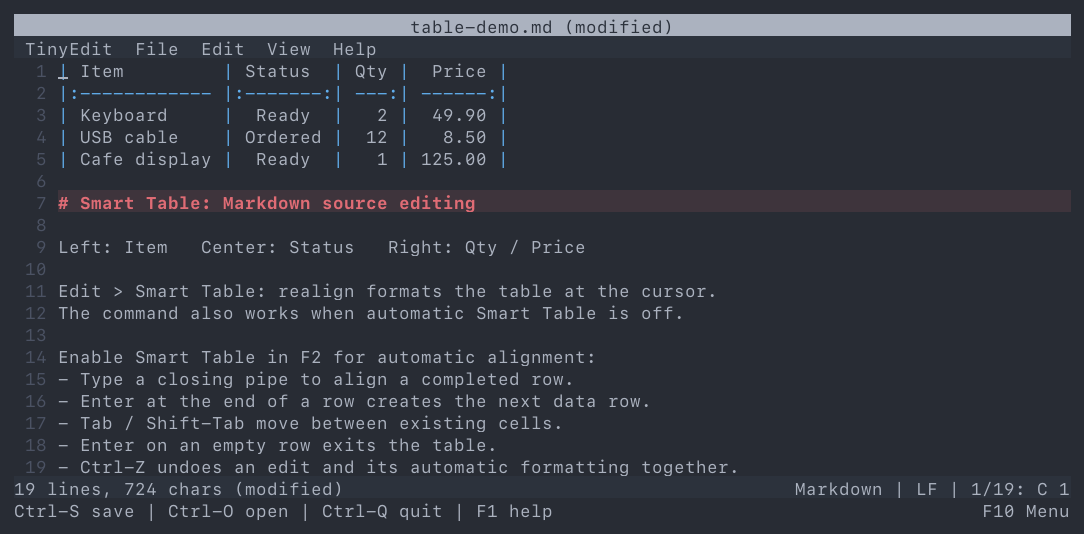 table-demo.md (modified)
TinyEdit  File  Edit  View  Help
1 | Item         | Status  | Qty |  Price |
2 |:------------ |:-------:| ---:| ------:|
3 | Keyboard     |  Ready  |   2 |  49.90 |
4 | USB cable    | Ordered |  12 |   8.50 |
5 | Cafe display |  Ready  |   1 | 125.00 |
6
7 # Smart Table: Markdown source editing
8
9 Left: Item   Center: Status   Right: Qty / Price
10
11 Edit > Smart Table: realign formats the table at the cursor.
12 The command also works when automatic Smart Table is off.
13
14 Enable Smart Table in F2 for automatic alignment:
15 - Type a closing pipe to align a completed row.
16 - Enter at the end of a row creates the next data row.
17 - Tab / Shift-Tab move between existing cells.
18 - Enter on an empty row exits the table.
19 - Ctrl-Z undoes an edit and its automatic formatting together.
19 lines, 724 chars (modified)    Markdown | LF | 1/19: C 1
Ctrl-S save | Ctrl-O open | Ctrl-Q quit | F1 help    F10 Menu